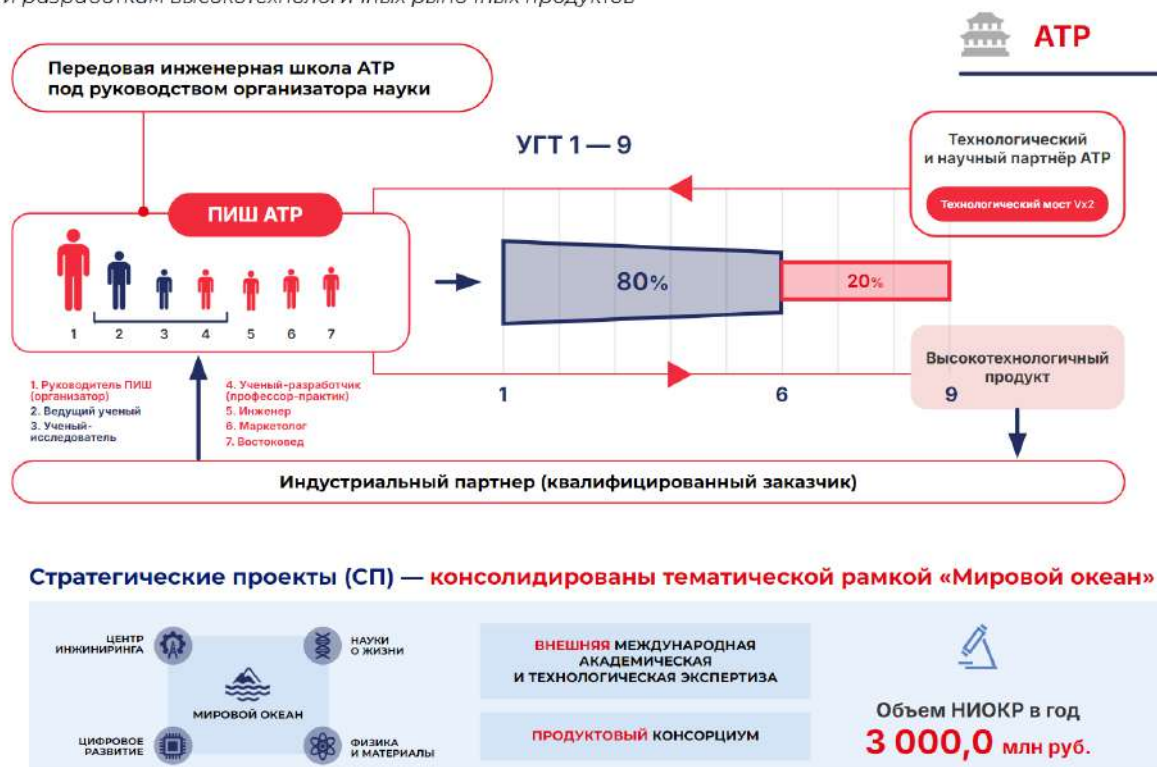 и разработкам высокотехнологичных рыночных продуктов
АТР
Передовая инженерная школа АТР
под руководством организатора науки
УГТ 1 — 9
Технологический
и научный партнёр АТР
Технологический мост Vx2
ПИШ АТР
80%
20%
1 2 3 4 5 6 7
Высокотехнологичный
продукт
1 6 9
1. Руководитель ПИШ
(организатор)
2. Ведущий ученый
3. Ученый-
исследователь
4. Ученый-разработчик
(профессор-практик)
5. Инженер
6. Маркетолог
7. Востоковед
Индустриальный партнер (квалифицированный заказчик)
Стратегические проекты (СП) — консолидированы тематической рамкой «Мировой океан»
ЦЕНТР
ИНЖИНИРИНГА
НАУКИ
О ЖИЗНИ
МИРОВОЙ ОКЕАН
ЦИФРОВОЕ
РАЗВИТИЕ
ФИЗИКА
И МАТЕРИАЛЫ
ВНЕШНЯЯ МЕЖДУНАРОДНАЯ
АКАДЕМИЧЕСКАЯ
И ТЕХНОЛОГИЧЕСКАЯ ЭКСПЕРТИЗА
ПРОДУКТОВЫЙ КОНСОРЦИУМ
Объем НИОКР в год
3 000,0 млн руб.